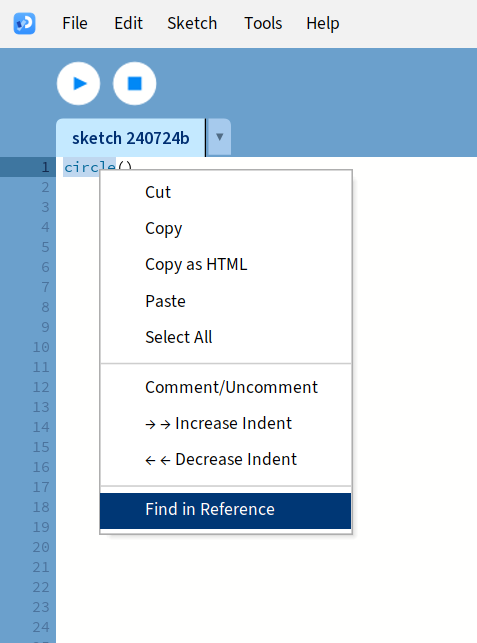 File Edit Sketch Tools Help
sketch 240724b ▼
1 circle()
2
3
4
5
6
7
8
9
10
11
12
13
14
15
16
17
18
19
20
21
22
23
24
Cut
Copy
Copy as HTML
Paste
Select All
Comment/Uncomment
→ → Increase Indent
← ← Decrease Indent
Find in Reference